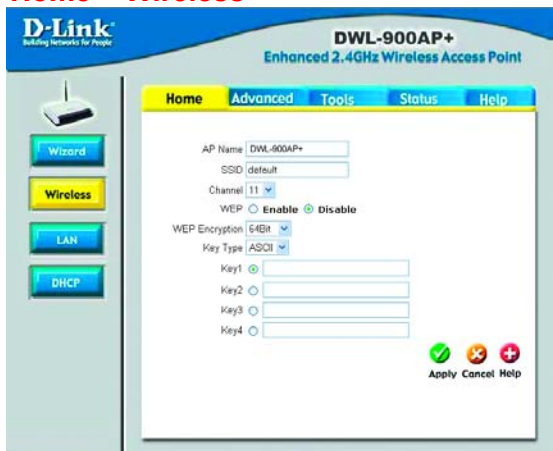 Home > Wireless
D-Link
Building Networks for People
DWL-900AP+
Enhanced 2.4GHz Wireless Access Point
Home Advanced Tools Status Help
Wizard
Wireless
LAN
DHCP
AP Name DWL-900AP+
SSID default
Channel 11
WEP Enable Disable
WEP Encryption 64Bit
Key Type ASCII
Key1
Key2
Key3
Key4
Apply Cancel Help